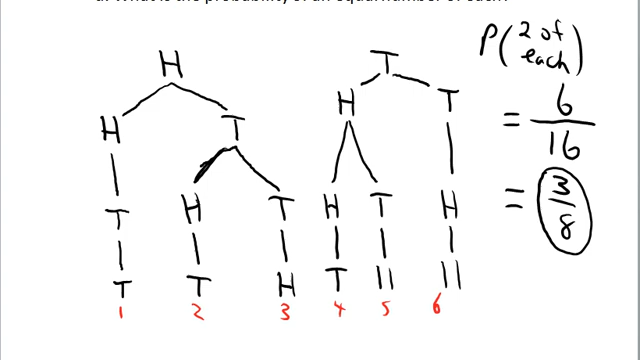 H T P(2 of each)
H T H T = 6/16
T H T H T H = 3/8
T T H T || ||
1 2 3 4 5 6